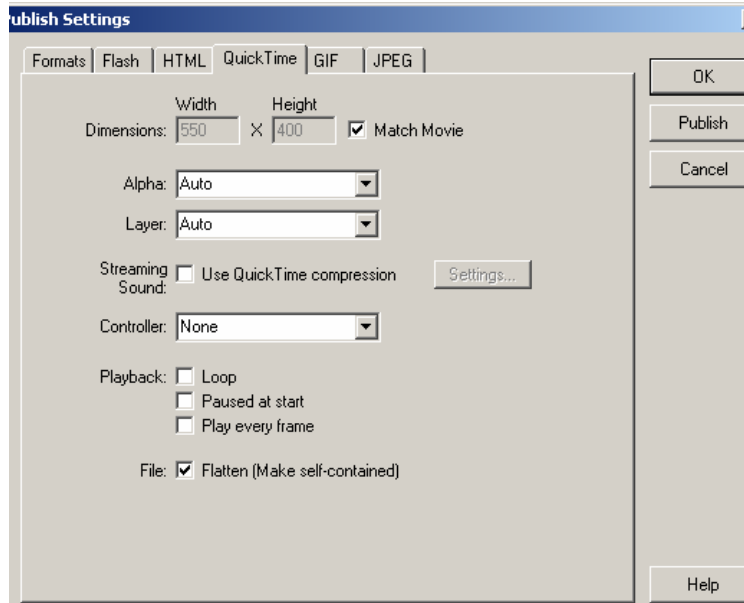 ublish Settings
Formats Flash HTML QuickTime GIF JPEG
OK
Publish
Cancel
Width Height
Dimensions: 550 X 400 Match Movie
Alpha: Auto
Layer: Auto
Streaming Sound: Use QuickTime compression Settings...
Controller: None
Playback: Loop
Paused at start
Play every frame
File: Flatten (Make self-contained)
Help